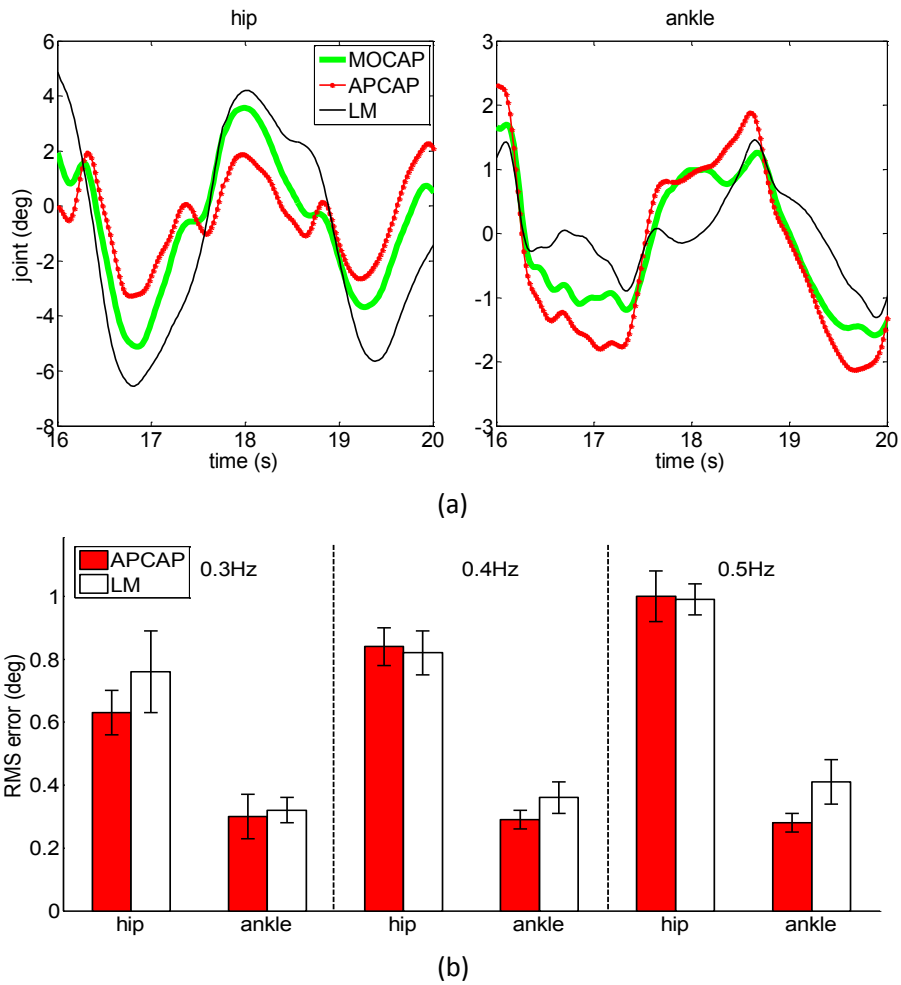 hip
ankle
MOCAP
APCAP
LM
joint (deg)
6
4
2
0
-2
-4
-6
-8
16
17
18
19
20
time (s)
3
2
1
0
-1
-2
-3
16
17
18
19
20
time (s)
(a)
APCAP
LM
0.3Hz
0.4Hz
0.5Hz
RMS error (deg)
1
0.8
0.6
0.4
0.2
0
hip
ankle
hip
ankle
hip
ankle
(b)